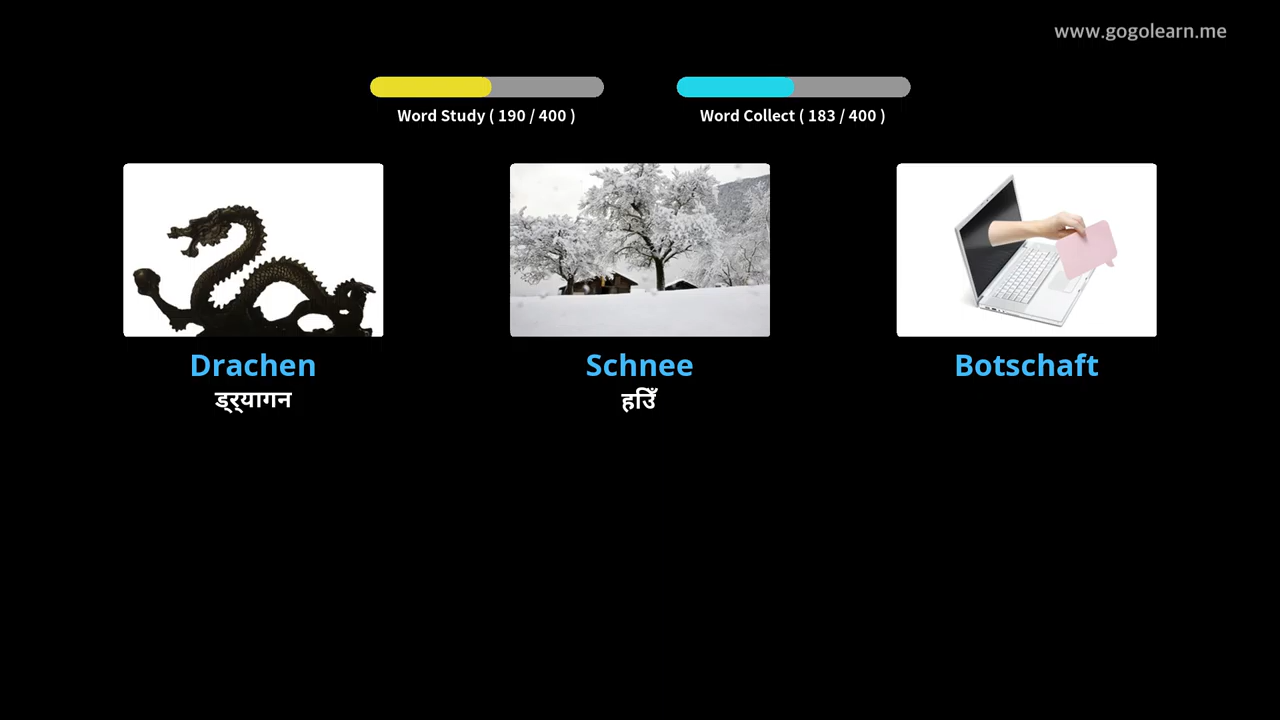 www.gogolearn.me
Word Study ( 190 / 400 )
Word Collect ( 183 / 400 )
Drachen
Schnee
Botschaft
ड्र्यागन
हिउँ